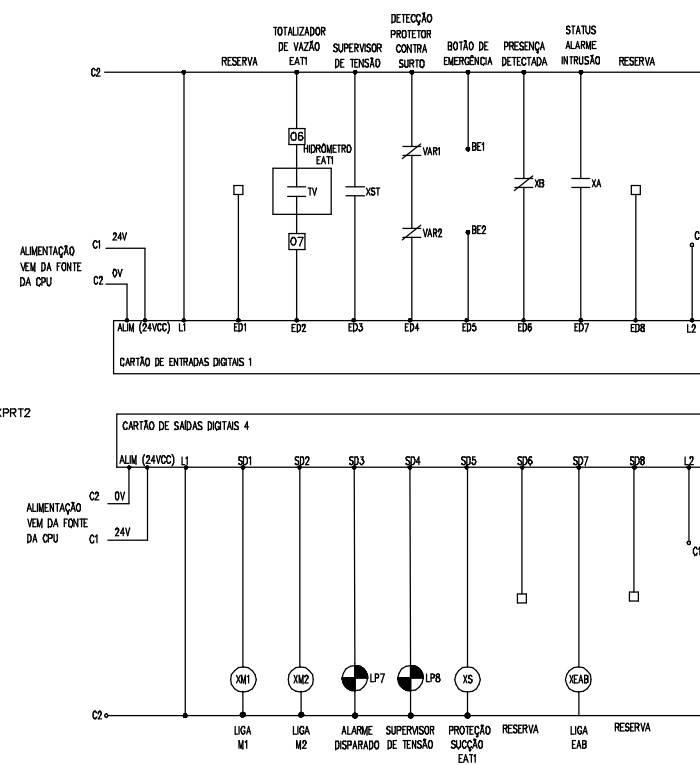 RESERVA
TOTALIZADOR
DE VAZÃO
EAT1
SUPERVISOR
DE TENSÃO
DETECÇÃO
PROTETOR
CONTRA
SURTO
BOTÃO DE
EMERGÊNCIA
PRESENÇA
DETECTADA
STATUS
ALARME
INTRUSÃO
RESERVA
C2
06
HIDRÔMETRO
EAT1
TV
07
XST
VAR1
VAR2
BE1
BE2
XB
XA
ALIMENTAÇÃO
VEM DA FONTE
DA CPU
C1 24V
C2 0V
C
ALIM (24VCC) L1 ED1 ED2 ED3 ED4 ED5 ED6 ED7 ED8 L2
CARTÃO DE ENTRADAS DIGITAIS 1
XPRT2
CARTÃO DE SAÍDAS DIGITAIS 4
ALIM (24VCC) L1 SD1 SD2 SD3 SD4 SD5 SD6 SD7 SD8 L2
ALIMENTAÇÃO
VEM DA FONTE
DA CPU
C2 0V
C1 24V
C1
XM1 XM2 LP7 LP8 XS XEAB
C2
LIGA
M1
LIGA
M2
ALARME
DISPARADO
SUPERVISOR
DE TENSÃO
PROTEÇÃO
SUCÇÃO
EAT1
RESERVA
LIGA
EAB
RESERVA